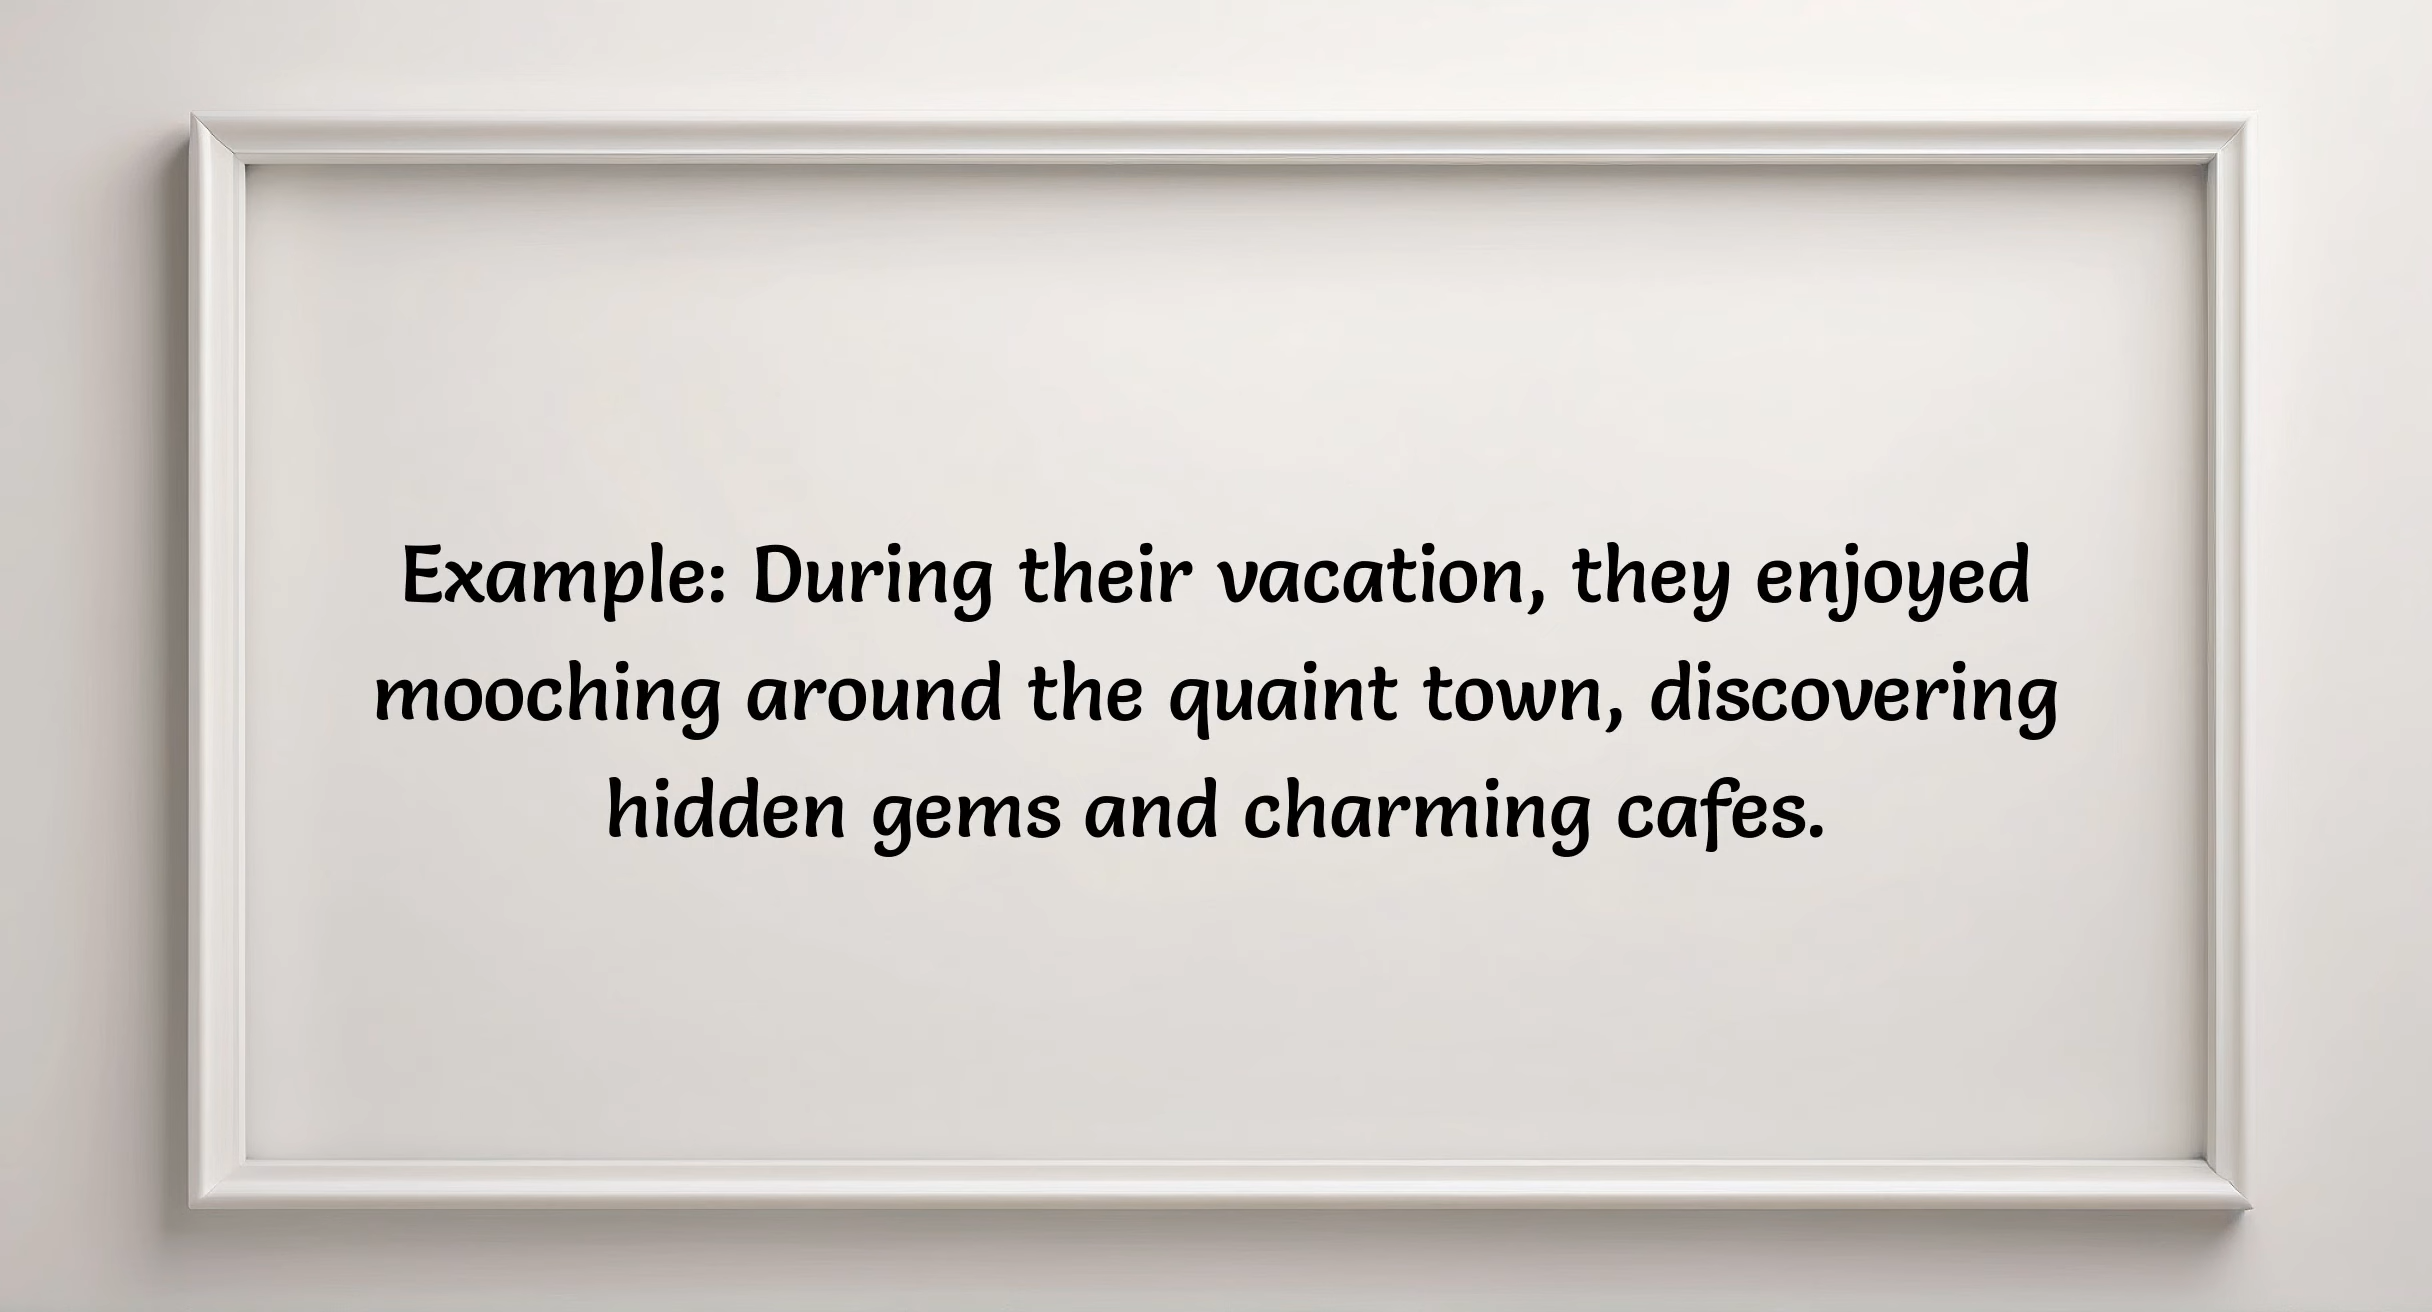 Example: During their vacation, they enjoyed
mooching around the quaint town, discovering
hidden gems and charming cafes.